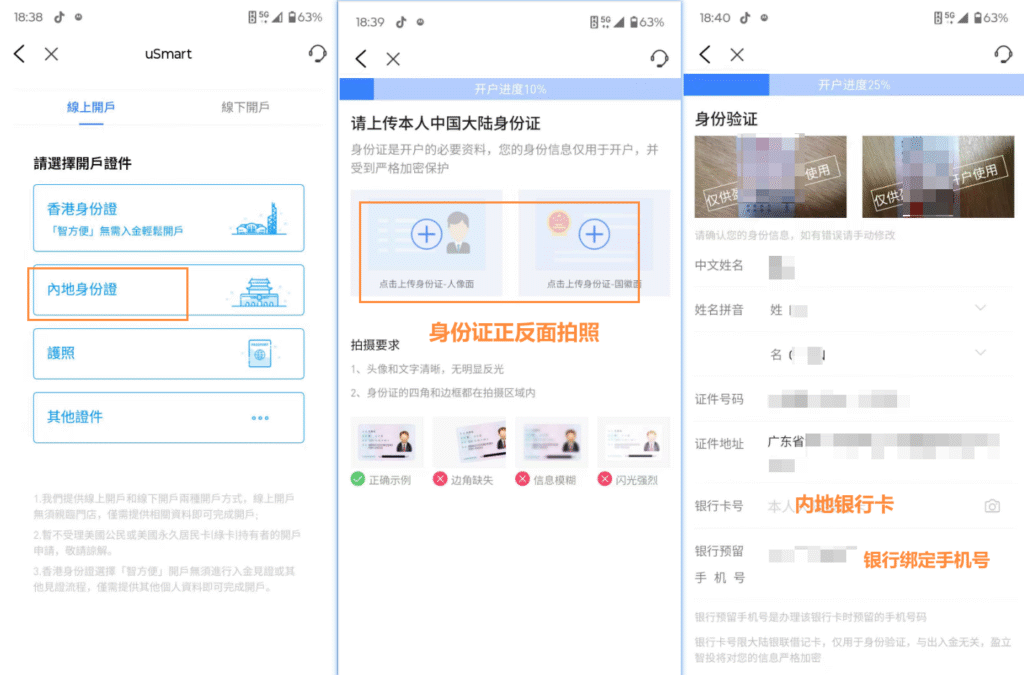 18:38
5G
63%
uSmart
線上開戶
線下開戶
請選擇開戶證件
香港身份證
「智方便」無需入金輕鬆開戶
內地身份證
護照
其他證件
1.我們提供線上開戶和線下開戶兩種開戶方式，線上開戶
無須親臨門店，僅需提供相關資料即可完成開戶;
2.暫不受理美國公民或美國永久居民卡(綠卡)持有者的開戶
申請，敬請諒解。
3.香港身份證選擇「智方便」開戶無須進行入金見證或其
他見證流程，僅需提供其他個人資料即可完成開戶。
18:39
5G
63%
开户进度10%
请上传本人中国大陆身份证
身份证是开户的必要资料，您的身份信息仅用于开户，并
受到严格加密保护
点击上传身份证-人像面
点击上传身份证-国徽面
身份证正反面拍照
拍摄要求
1、头像和文字清晰，无明显反光
2、身份证的四角和边框都在拍摄区域内
正确示例
边角缺失
信息模糊
闪光强烈
18:40
5G
63%
开户进度25%
身份验证
仅供
使用
仅供
开户使用
请确认您的身份信息，如有错误请手动修改
中文姓名
姓名拼音
姓
名
证件号码
证件地址
广东省
银行卡号
本人
内地银行卡
银行预留
手 机 号
银行绑定手机号
银行预留手机号是办理该银行卡时预留的手机号码
银行卡号限大陆银联借记卡，仅用于身份验证，与出入金无关，盈立
智投将对您的信息严格加密